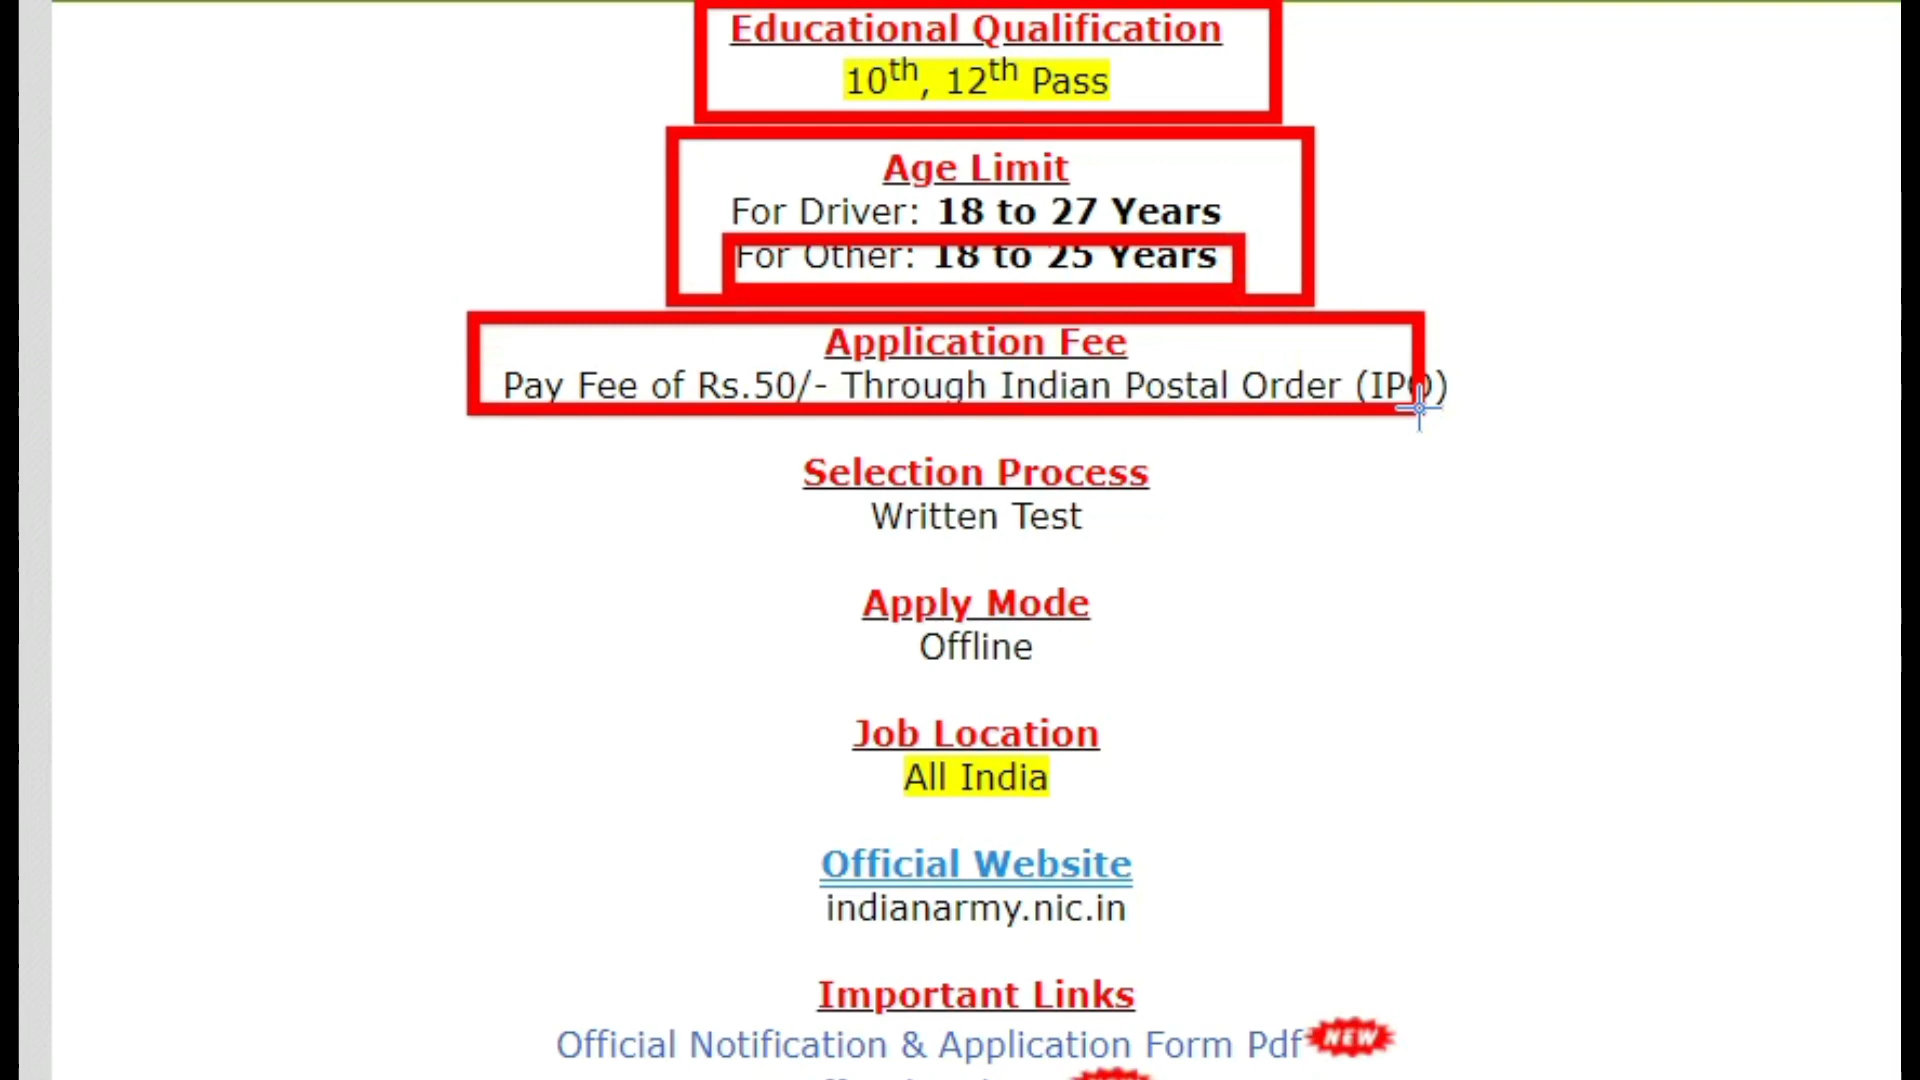 Educational Qualification
10th, 12th Pass
Age Limit
For Driver: 18 to 27 Years
For Other: 18 to 25 Years
Application Fee
Pay Fee of Rs.50/- Through Indian Postal Order (IPO)
Selection Process
Written Test
Apply Mode
Offline
Job Location
All India
Official Website
indianarmy.nic.in
Important Links
Official Notification & Application Form Pdf NEW